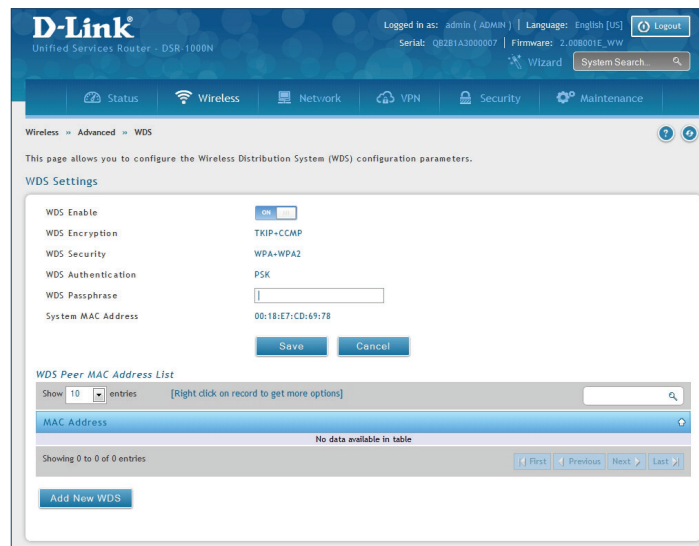 D-Link®
Unified Services Router - DSR-1000N
Logged in as: admin ( ADMIN ) | Language: English [US]
Logout
Serial: QB2B1A3000007 | Firmware: 2.00B001E_WW
Wizard
System Search...
Status
Wireless
Network
VPN
Security
Maintenance
Wireless » Advanced » WDS
This page allows you to configure the Wireless Distribution System (WDS) configuration parameters.
WDS Settings
WDS Enable ON
WDS Encryption TKIP+CCMP
WDS Security WPA+WPA2
WDS Authentication PSK
WDS Passphrase
System MAC Address 00:18:E7:CD:69:78
Save Cancel
WDS Peer MAC Address List
Show 10 entries [Right click on record to get more options]
MAC Address
No data available in table
Showing 0 to 0 of 0 entries
First Previous Next Last
Add New WDS